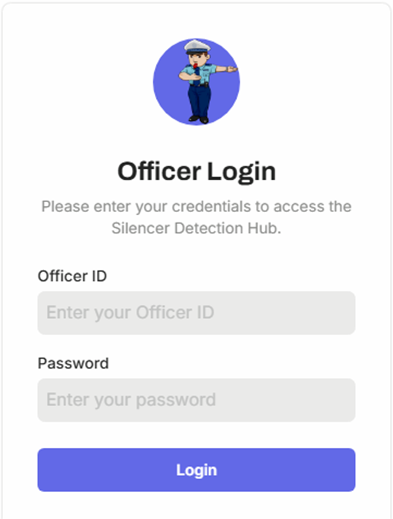 Officer Login
Please enter your credentials to access the
Silencer Detection Hub.
Officer ID
Enter your Officer ID
Password
Enter your password
Login